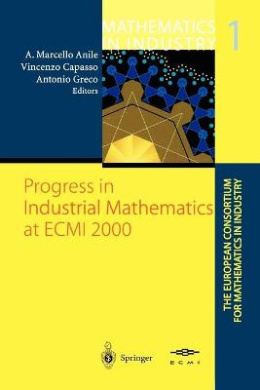 MATHEMATICS
IN INDUSTRY
1
A. Marcello Anile
Vincenzo Capasso
Antonio Greco
Editors
Progress in
Industrial Mathematics
at ECMI 2000
THE EUROPEAN CONSORTIUM
FOR MATHEMATICS IN INDUSTRY
Springer
ECMI